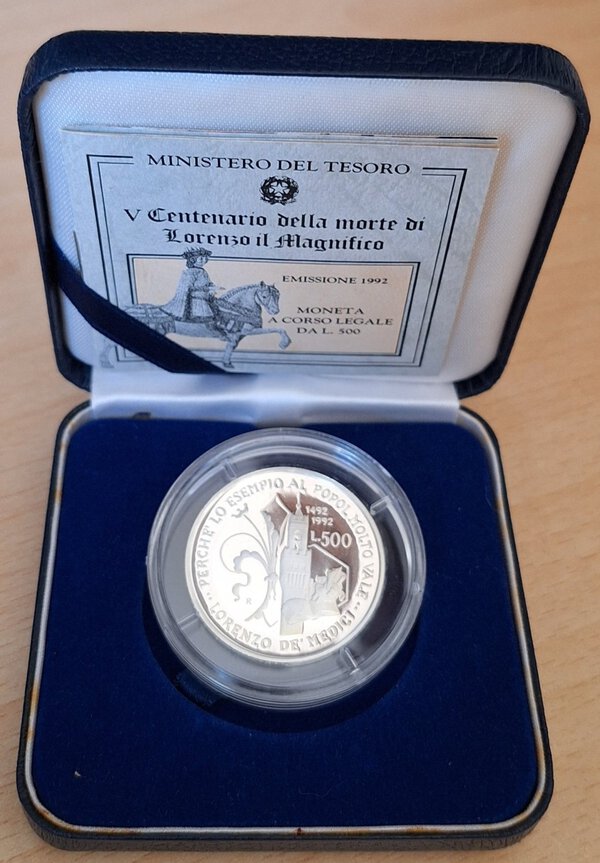 MINISTERO DEL TESORO
V Centenario della morte di
Lorenzo il Magnifico
EMISSIONE 1992
MONETA
A CORSO LEGALE
DA L. 500
PERCHE' LO ESEMPIO AL POPOL MOLTO VALE
LORENZO DE' MEDICI
1492
1992
L.500
R